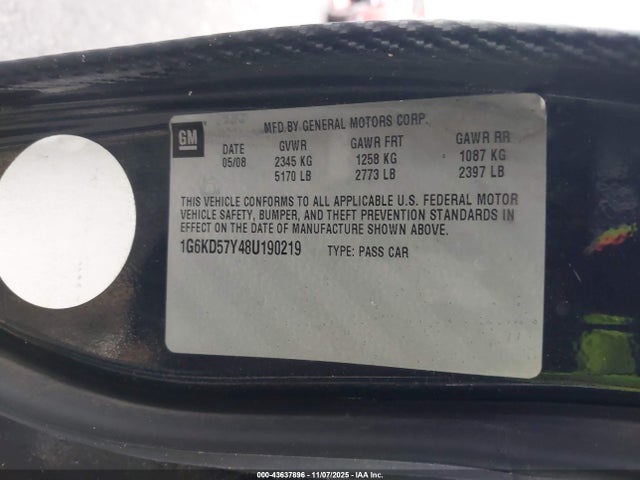 GM
MFD BY GENERAL MOTORS CORP.
DATE GVWR GAWR FRT GAWR RR
05/08 2345 KG 1258 KG 1087 KG
5170 LB 2773 LB 2397 LB
THIS VEHICLE CONFORMS TO ALL APPLICABLE U.S. FEDERAL MOTOR
VEHICLE SAFETY, BUMPER, AND THEFT PREVENTION STANDARDS IN
EFFECT ON THE DATE OF MANUFACTURE SHOWN ABOVE.
1G6KD57Y48U190219 TYPE: PASS CAR
000-43637896 - 11/07/2025 - IAA Inc.